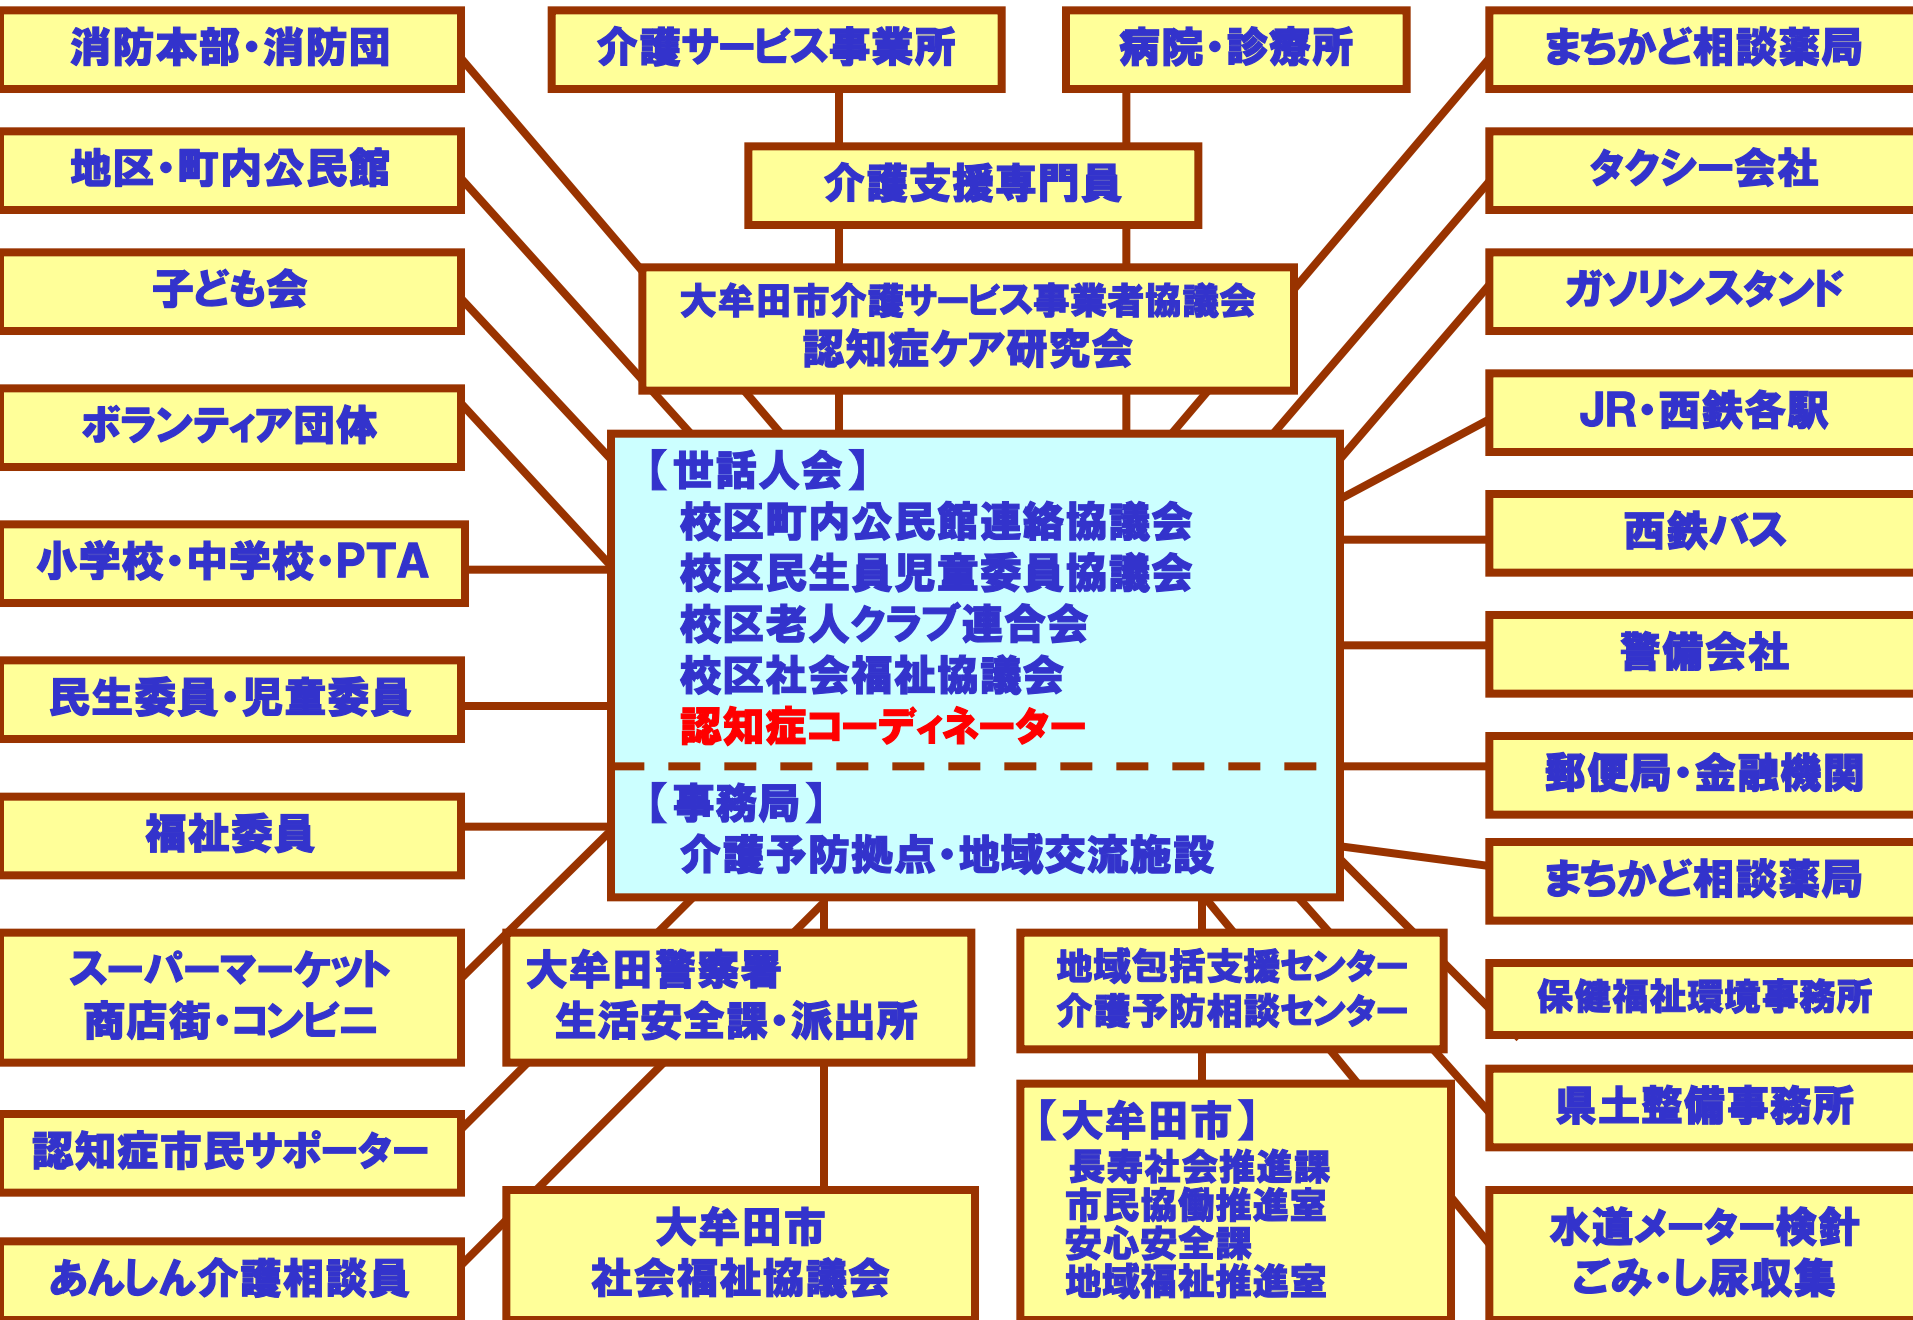 消防本部・消防団
地区・町内公民館
子ども会
ボランティア団体
小学校・中学校・PTA
民生委員・児童委員
福祉委員
スーパーマーケット
商店街・コンビニ
認知症市民サポーター
あんしん介護相談員
介護サービス事業所
病院・診療所
介護支援専門員
大牟田市介護サービス事業者協議会
認知症ケア研究会
【世話人会】
校区町内公民館連絡協議会
校区民生員児童委員協議会
校区老人クラブ連合会
校区社会福祉協議会
認知症コーディネーター
【事務局】
介護予防拠点・地域交流施設
大牟田警察署
生活安全課・派出所
大牟田市
社会福祉協議会
地域包括支援センター
介護予防相談センター
【大牟田市】
長寿社会推進課
市民協働推進室
安心安全課
地域福祉推進室
まちかど相談薬局
タクシー会社
ガソリンスタンド
JR・西鉄各駅
西鉄バス
警備会社
郵便局・金融機関
まちかど相談薬局
保健福祉環境事務所
県土整備事務所
水道メーター検針
ごみ・し尿収集